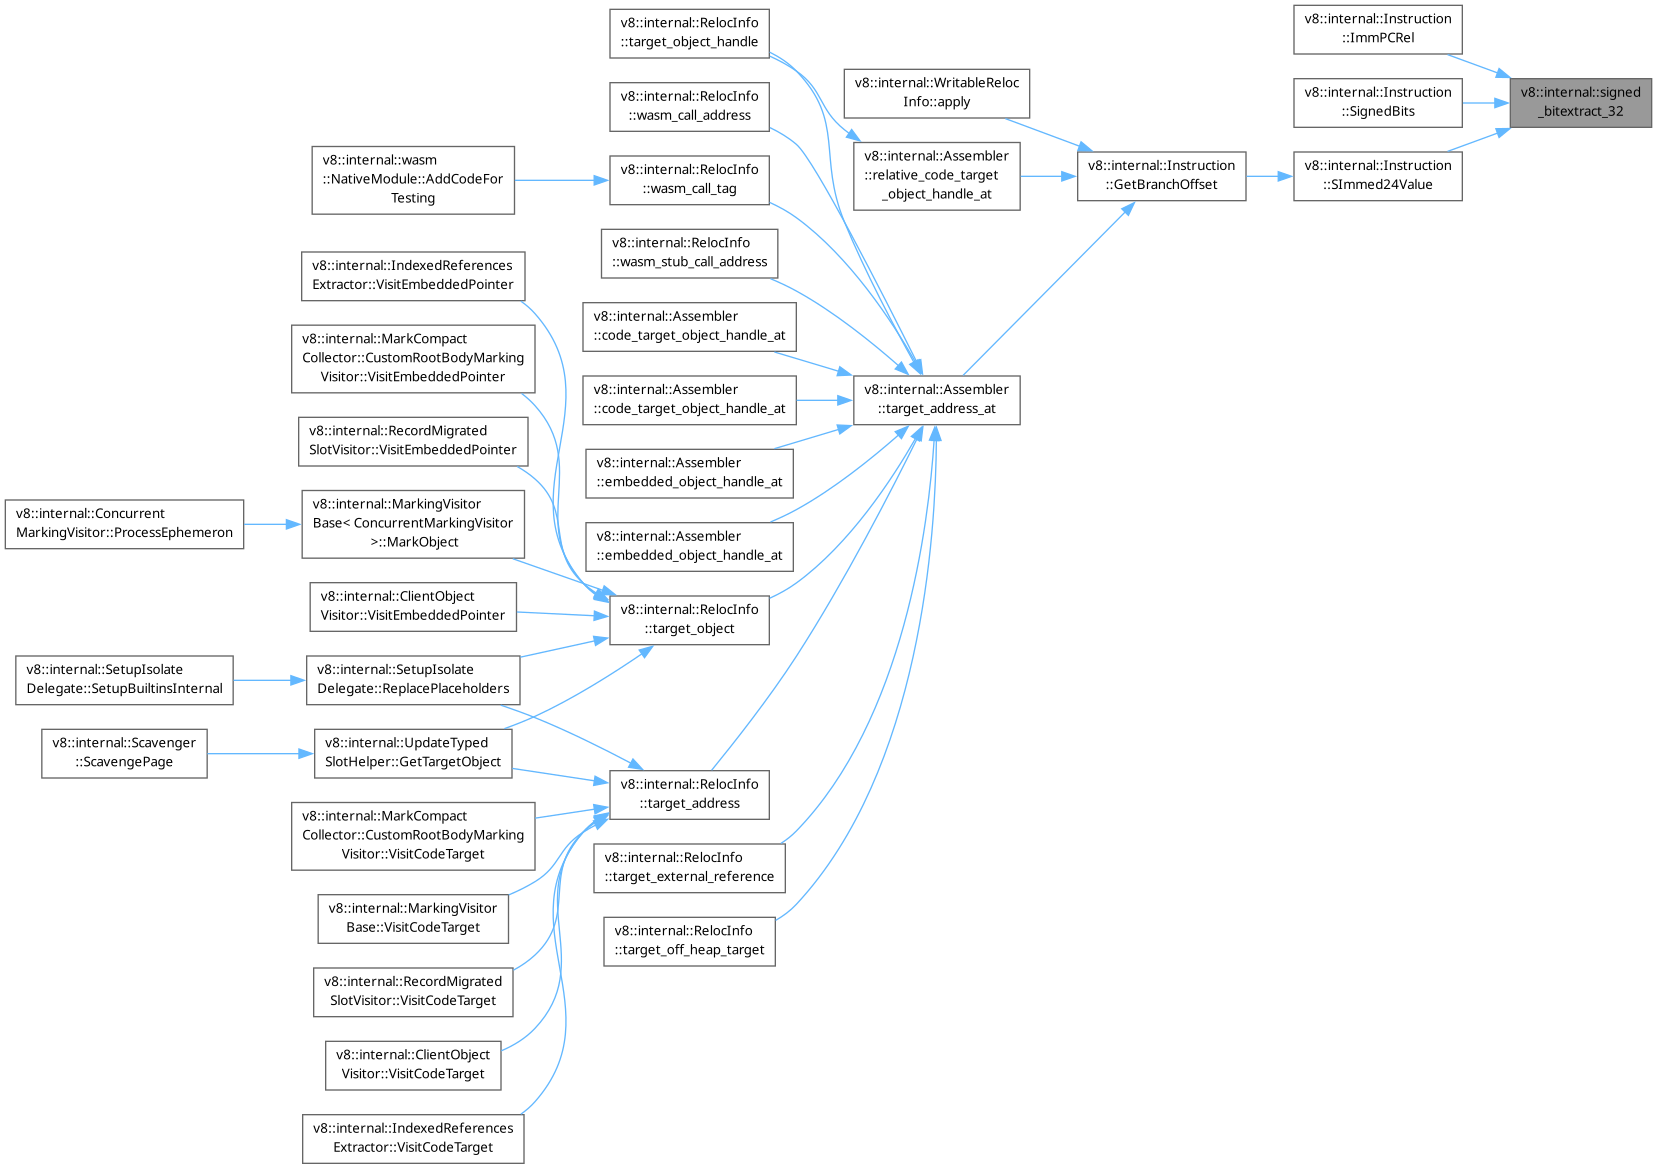 v8::internal::RelocInfo
::target_object_handle
v8::internal::Instruction
::ImmPCRel
v8::internal::WritableReloc
Info::apply
v8::internal::RelocInfo
::wasm_call_address
v8::internal::Instruction
::SignedBits
v8::internal::signed
_bitextract_32
v8::internal::wasm
::NativeModule::AddCodeFor
Testing
v8::internal::RelocInfo
::wasm_call_tag
v8::internal::Assembler
::relative_code_target
_object_handle_at
v8::internal::Instruction
::GetBranchOffset
v8::internal::Instruction
::SImmed24Value
v8::internal::RelocInfo
::wasm_stub_call_address
v8::internal::IndexedReferences
Extractor::VisitEmbeddedPointer
v8::internal::Assembler
::code_target_object_handle_at
v8::internal::MarkCompact
Collector::CustomRootBodyMarking
Visitor::VisitEmbeddedPointer
v8::internal::Assembler
::code_target_object_handle_at
v8::internal::Assembler
::target_address_at
v8::internal::RecordMigrated
SlotVisitor::VisitEmbeddedPointer
v8::internal::Assembler
::embedded_object_handle_at
v8::internal::Concurrent
MarkingVisitor::ProcessEphemeron
v8::internal::MarkingVisitor
Base< ConcurrentMarkingVisitor
>::MarkObject
v8::internal::Assembler
::embedded_object_handle_at
v8::internal::ClientObject
Visitor::VisitEmbeddedPointer
v8::internal::RelocInfo
::target_object
v8::internal::SetupIsolate
Delegate::SetupBuiltinsInternal
v8::internal::SetupIsolate
Delegate::ReplacePlaceholders
v8::internal::Scavenger
::ScavengePage
v8::internal::UpdateTyped
SlotHelper::GetTargetObject
v8::internal::RelocInfo
::target_address
v8::internal::MarkCompact
Collector::CustomRootBodyMarking
Visitor::VisitCodeTarget
v8::internal::RelocInfo
::target_external_reference
v8::internal::MarkingVisitor
Base::VisitCodeTarget
v8::internal::RelocInfo
::target_off_heap_target
v8::internal::RecordMigrated
SlotVisitor::VisitCodeTarget
v8::internal::ClientObject
Visitor::VisitCodeTarget
v8::internal::IndexedReferences
Extractor::VisitCodeTarget